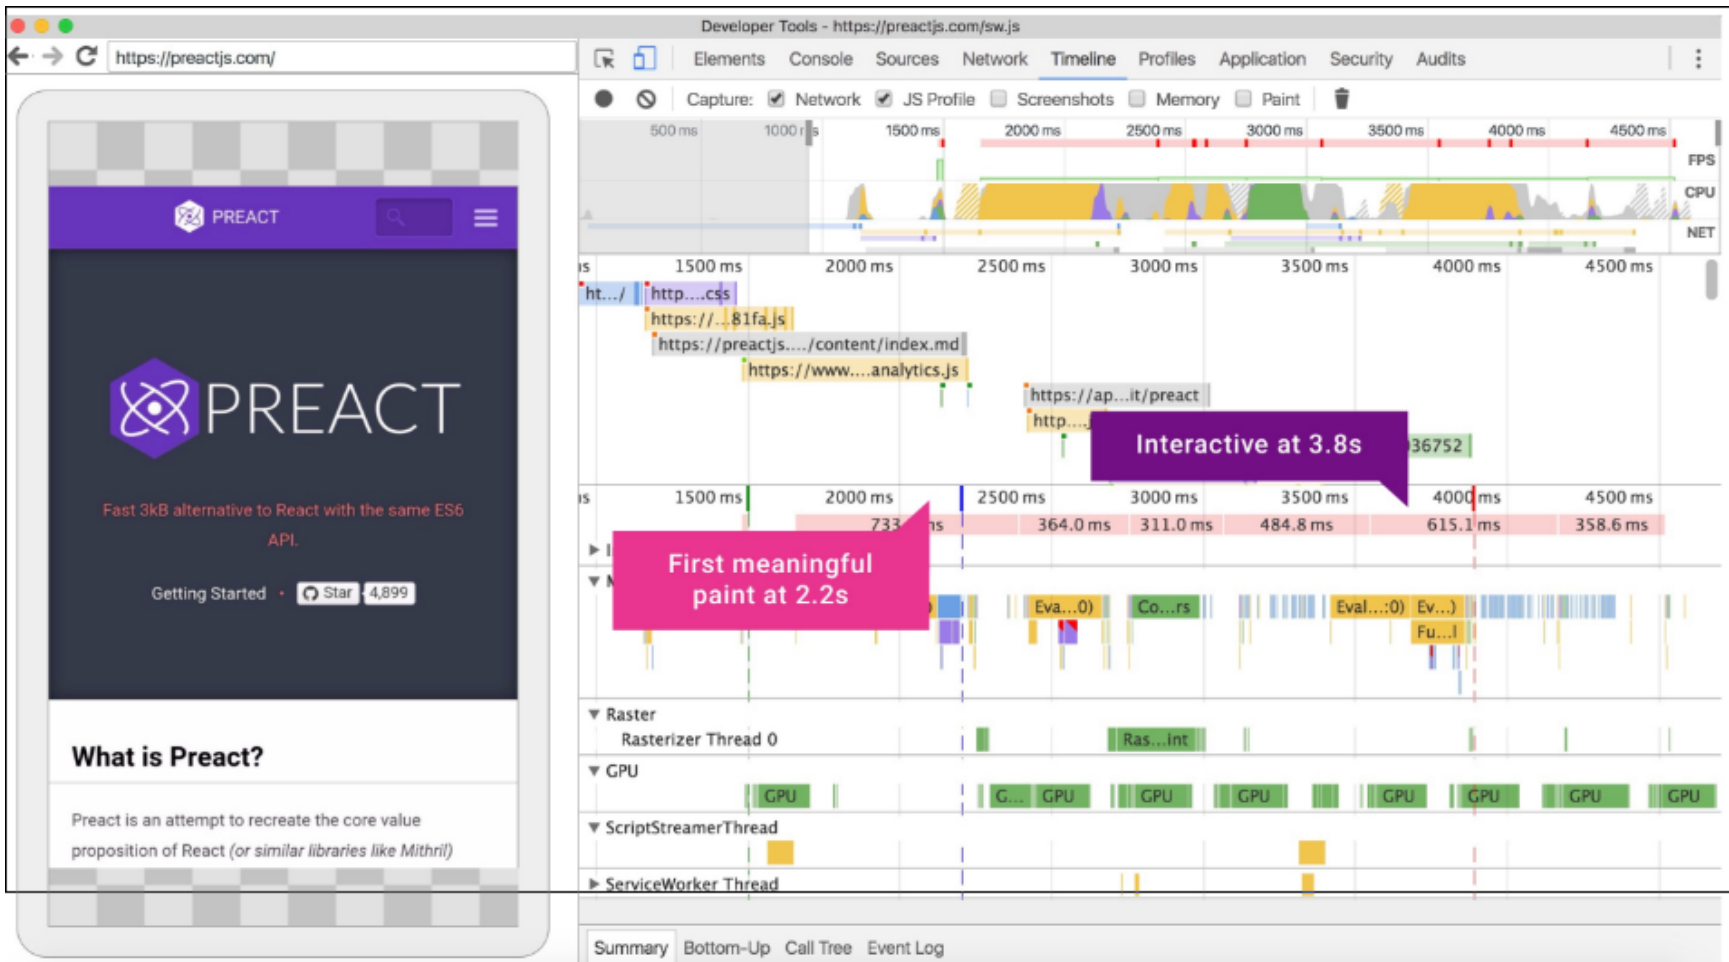 Developer Tools - https://preactjs.com/sw.js
https://preactjs.com/
Elements Console Sources Network Timeline Profiles Application Security Audits
Capture: Network JS Profile Screenshots Memory Paint
500 ms 1500 ms 2000 ms 2500 ms 3000 ms 3500 ms 4000 ms 4500 ms
FPS
CPU
NET
PREACT
PREACT
Fast 3kB alternative to React with the same ES6
API.
Getting Started • Star 4,899
What is Preact?
Preact is an attempt to recreate the core value
proposition of React (or similar libraries like Mithril)
1500 ms 2000 ms 2500 ms 3000 ms 3500 ms 4000 ms 4500 ms
ht.../ http....css
https://...81fa.js
https://preactjs..../content/index.md
https://www....analytics.js
https://ap...it/preact
http....j
Interactive at 3.8s
36752
1500 ms 2000 ms 2500 ms 3000 ms 3500 ms 4000 ms 4500 ms
364.0 ms 311.0 ms 484.8 ms 615.1 ms 358.6 ms
First meaningful
paint at 2.2s
Eva...0) Co...rs Eval...:0) Ev...)
Fu...l
Raster
Rasterizer Thread 0
Ras...int
GPU
GPU G... GPU GPU GPU GPU GPU GPU GPU
ScriptStreamerThread
ServiceWorker Thread
Summary Bottom-Up Call Tree Event Log